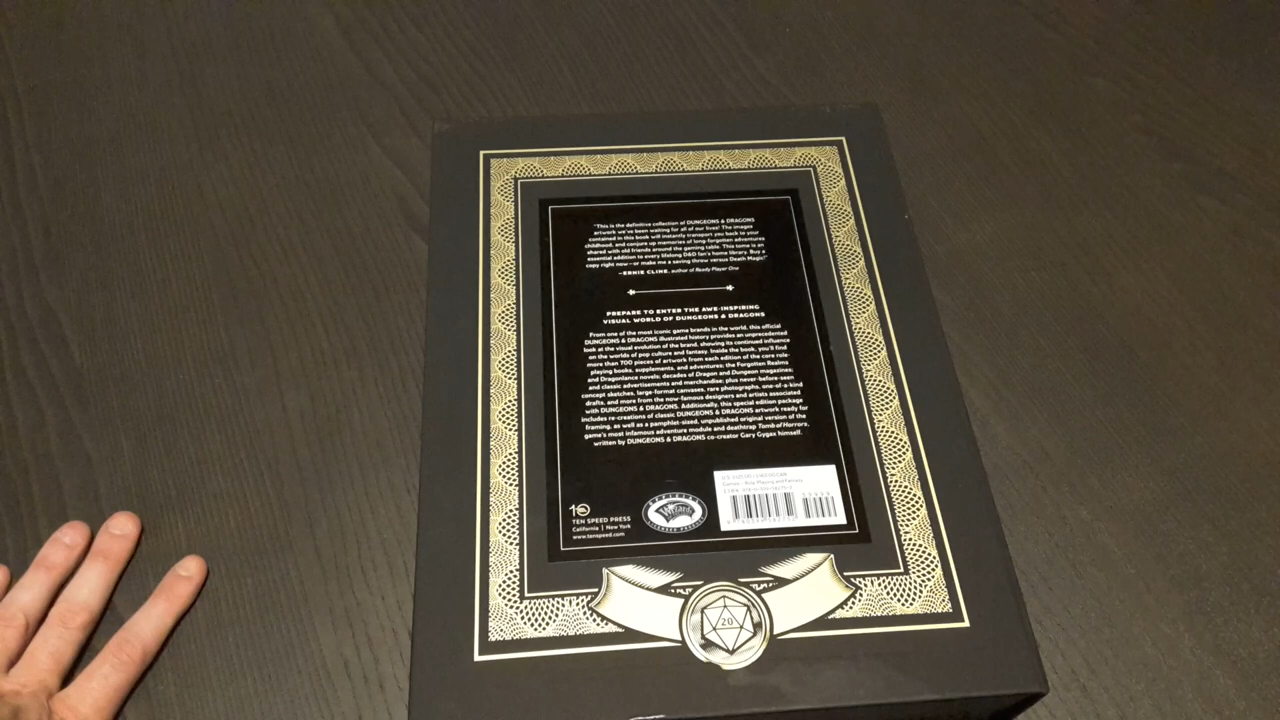 "This is the definitive collection of DUNGEONS & DRAGONS
artwork we've been waiting for all of our lives! The images
contained in this book will instantly transport you back to your
childhood, and conjure up memories of long-forgotten adventures
shared with old friends around the gaming table. This tome is an
essential addition to every lifelong D&D fan's home library. Buy a
copy right now—or make me a saving throw versus Death Magic!"
—ERNIE CLINE, author of Ready Player One
PREPARE TO ENTER THE AWE-INSPIRING
VISUAL WORLD OF DUNGEONS & DRAGONS
From one of the most iconic game brands in the world, this official
DUNGEONS & DRAGONS illustrated history provides an unprecedented
look at the visual evolution of the brand, showing its continued influence
on the worlds of pop culture and fantasy. Inside the book, you'll find
more than 700 pieces of artwork from each edition of the core role-
playing books, supplements, and adventures; the Forgotten Realms
and Dragonlance novels; decades of Dragon and Dungeon magazines;
and classic advertisements and merchandise; plus never-before-seen
concept sketches, large-format canvases, rare photographs, one-of-a-kind
drafts, and more from the now-famous designers and artists associated
with DUNGEONS & DRAGONS. Additionally, this special edition package
includes re-creations of classic DUNGEONS & DRAGONS artwork ready for
framing, as well as a pamphlet-sized, unpublished original version of the
game's most infamous adventure module and deathtrap Tomb of Horrors,
written by DUNGEONS & DRAGONS co-creator Gary Gygax himself.
Games - Role Playing and Fantasy
TEN SPEED PRESS
California | New York
www.tenspeed.com
OFFICIAL
Wizards
LICENSED PRODUCT
20